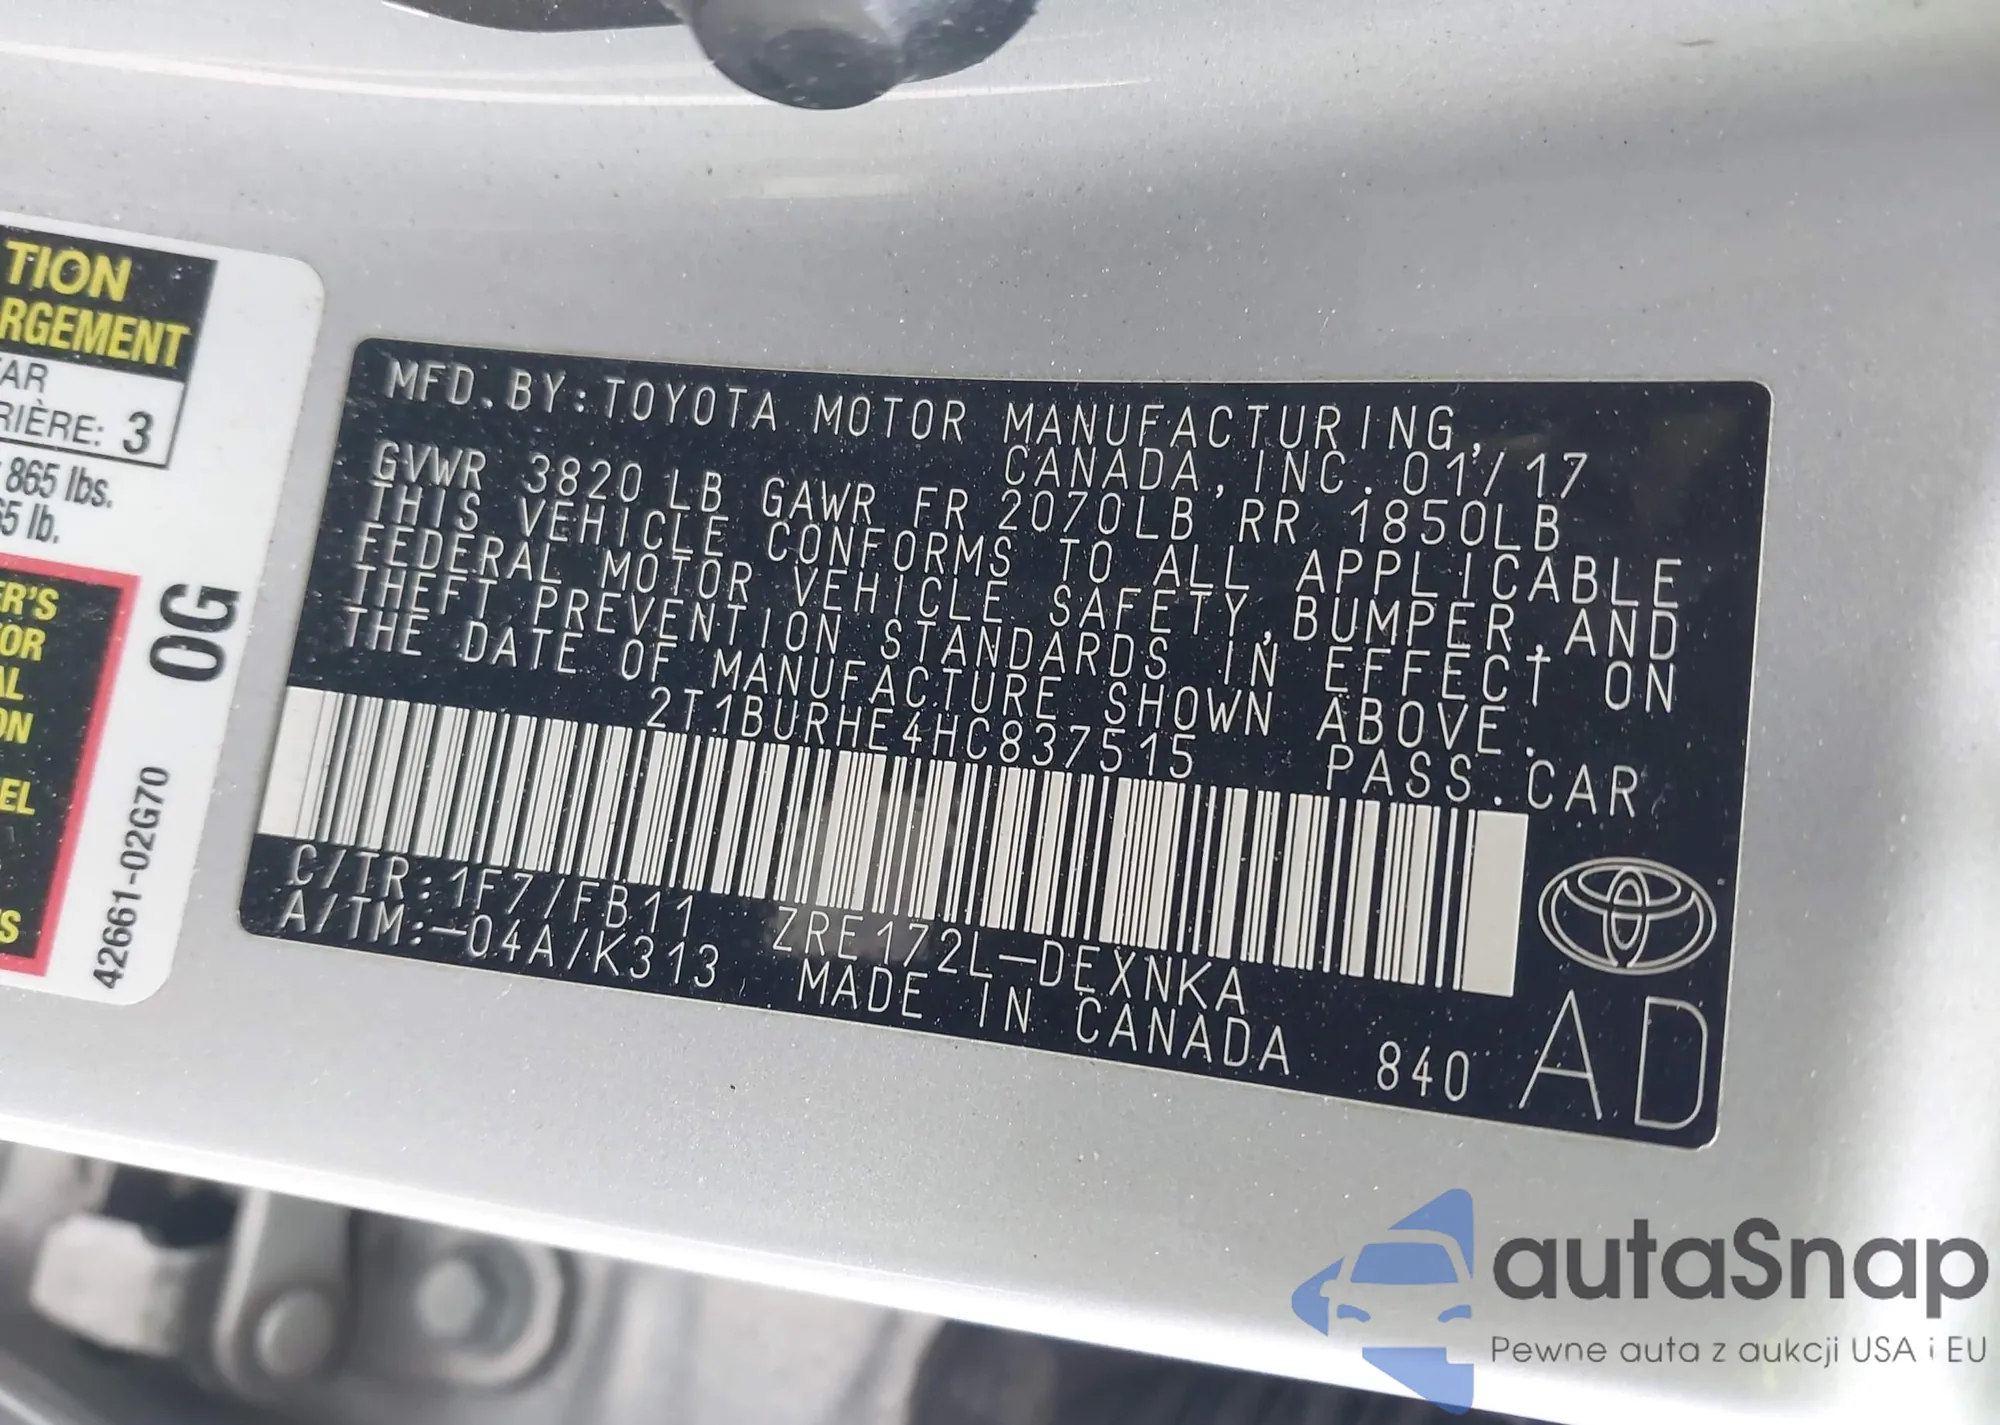 TION
RGEMENT
AR
RIÈRE: 3
865 lbs.
65 lb.
0G
ER'S
TOR
AL
ON
EL
S
42661-02G70
MFD. BY: TOYOTA MOTOR MANUFACTURING,
CANADA, INC. 01/17
GVWR 3820 LB GAWR FR 2070LB RR 1850LB
THIS VEHICLE CONFORMS TO ALL APPLICABLE
FEDERAL MOTOR VEHICLE SAFETY, BUMPER, AND
THEFT PREVENTION STANDARDS IN EFFECT ON
THE DATE OF MANUFACTURE SHOWN ABOVE.
2T1BURHE4HC837515 PASS. CAR
C/TR: 1F7/FB11 ZRE172L-DEXNKA
A/TM:-04A/K313 MADE IN CANADA 840 AD
autaSnap
Pewne auta z aukcji USA i EU